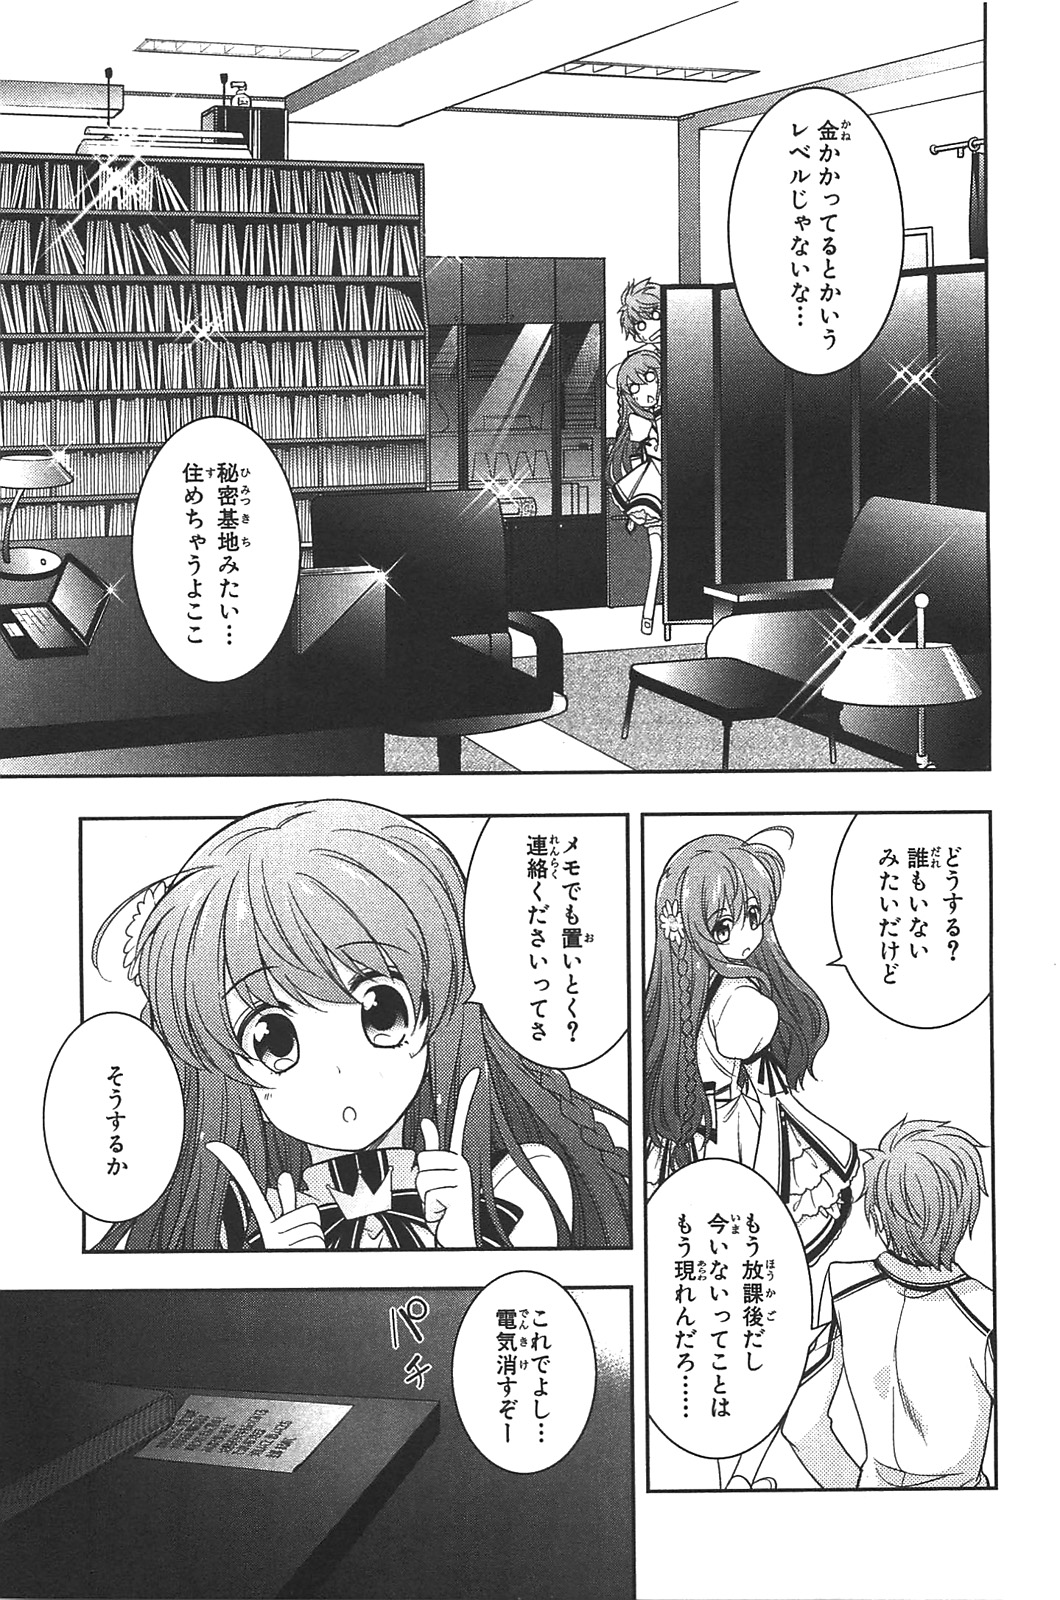 金かかってるとかいう
レベルじゃないな…
秘密基地みたい…
住めちゃうよここ
どうする?
誰もいない
みたいだけど
もう放課後だし
今いないってことは
もう現れんだろ……
メモでも置いとく?
連絡くださいってさ
そうするか
これでよし…
電気消すぞー
パチ